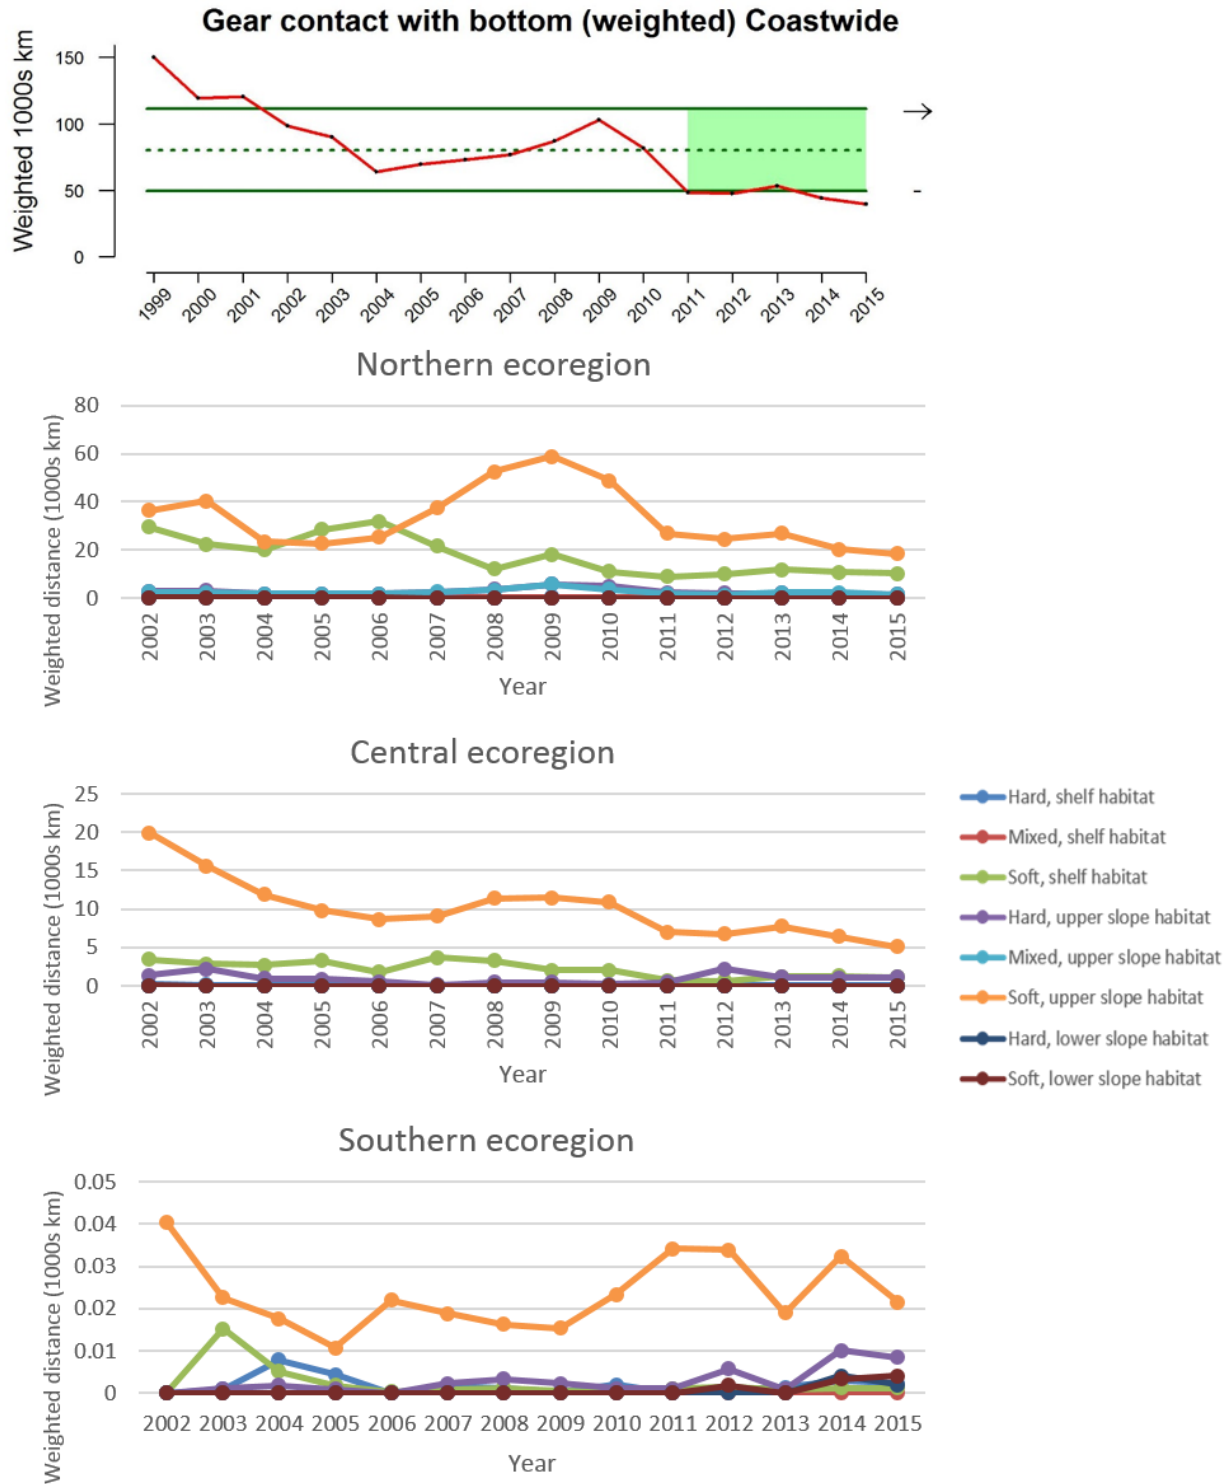 Gear contact with bottom (weighted) Coastwide
Weighted 1000s km
150
100
50
0
-
1999 2000 2001 2002 2003 2004 2005 2006 2007 2008 2009 2010 2011 2012 2013 2014 2015
Northern ecoregion
Weighted distance (1000s km)
80
60
40
20
0
2002 2003 2004 2005 2006 2007 2008 2009 2010 2011 2012 2013 2014 2015
Year
Central ecoregion
Weighted distance (1000s km)
25
20
15
10
5
0
2002 2003 2004 2005 2006 2007 2008 2009 2010 2011 2012 2013 2014 2015
Year
Hard, shelf habitat
Mixed, shelf habitat
Soft, shelf habitat
Hard, upper slope habitat
Mixed, upper slope habitat
Soft, upper slope habitat
Hard, lower slope habitat
Soft, lower slope habitat
Southern ecoregion
Weighted distance (1000s km)
0.05
0.04
0.03
0.02
0.01
0
2002 2003 2004 2005 2006 2007 2008 2009 2010 2011 2012 2013 2014 2015
Year